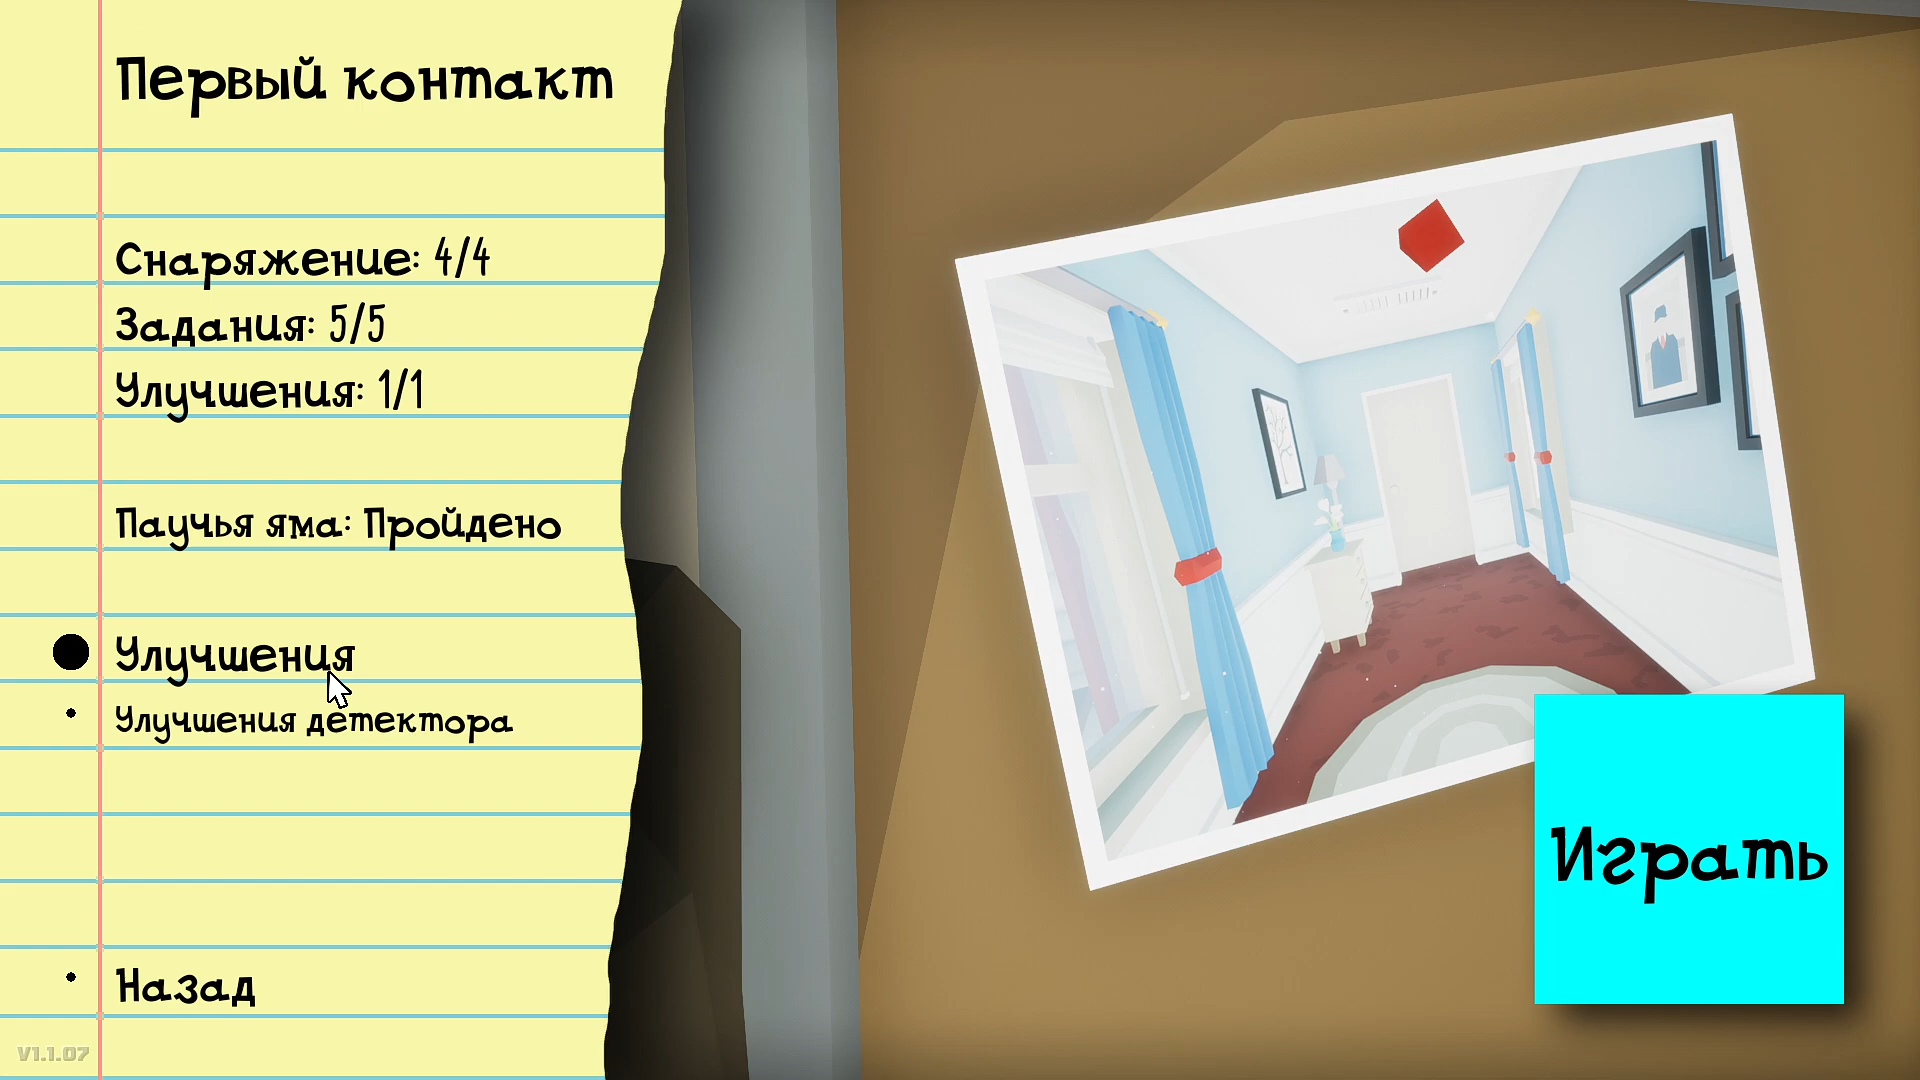 Первый контакт
Снаряжение: 4/4
Задания: 5/5
Улучшения: 1/1
Паучья яма: Пройдено
Улучшения
Улучшения детектора
Назад
Играть
V1.1.07